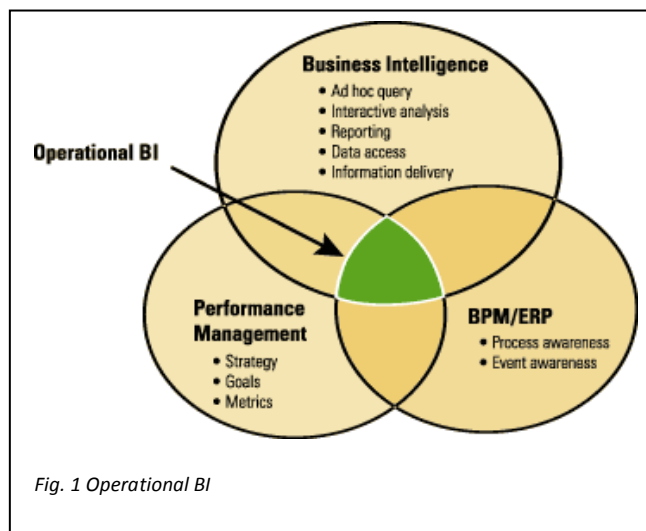 Business Intelligence
• Ad hoc query
• Interactive analysis
• Reporting
• Data access
• Information delivery
Operational BI
Performance
Management
• Strategy
• Goals
• Metrics
BPM/ERP
• Process awareness
• Event awareness
Fig. 1 Operational BI